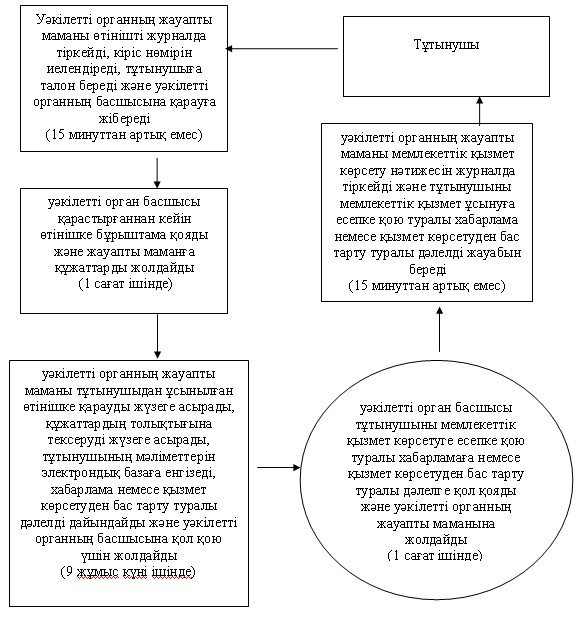 Уәкілетті органның жауапты
маманы өтінішті журналда
тіркейді, кіріс нөмірін
иелендіреді, тұтынушыға
талон береді және уәкілетті
органның басшысына қарауға
жібереді
(15 минуттан артық емес)
Тұтынушы
уәкілетті органның жауапты
маманы мемлекеттік қызмет
көрсету нәтижесін журналда
тіркейді және тұтынушыны
мемлекеттік қызмет ұсынуға
есепке қою туралы хабарлама
немесе қызмет көрсетуден бас
тарту туралы дәлелді жауабын
береді
(15 минуттан артық емес)
уәкілетті орган басшысы
қарастырғаннан кейін
өтінішке бұрыштама қояды
және жауапты маманға
құжаттарды жолдайды
(1 сағат ішінде)
уәкілетті органның жауапты
маманы тұтынушыдан ұсынылған
өтінішке қарауды жүзеге асырады,
құжаттардың толықтығына
тексеруді жүзеге асырады,
тұтынушының мәліметтерін
электрондық базаға енгізеді,
хабарлама немесе қызмет
көрсетуден бас тарту туралы
дәлелді дайындайды және уәкілетті
органның басшысына қол қою
үшін жолдайды
(9 жұмыс күні ішінде)
уәкілетті орган басшысы
тұтынушыны мемлекеттік
қызмет көрсетуге есепке қою
туралы хабарламаға немесе
қызмет көрсетуден бас тарту
туралы дәлелге қол қояды
және уәкілетті органның
жауапты маманына
жолдайды
(1 сағат ішінде)